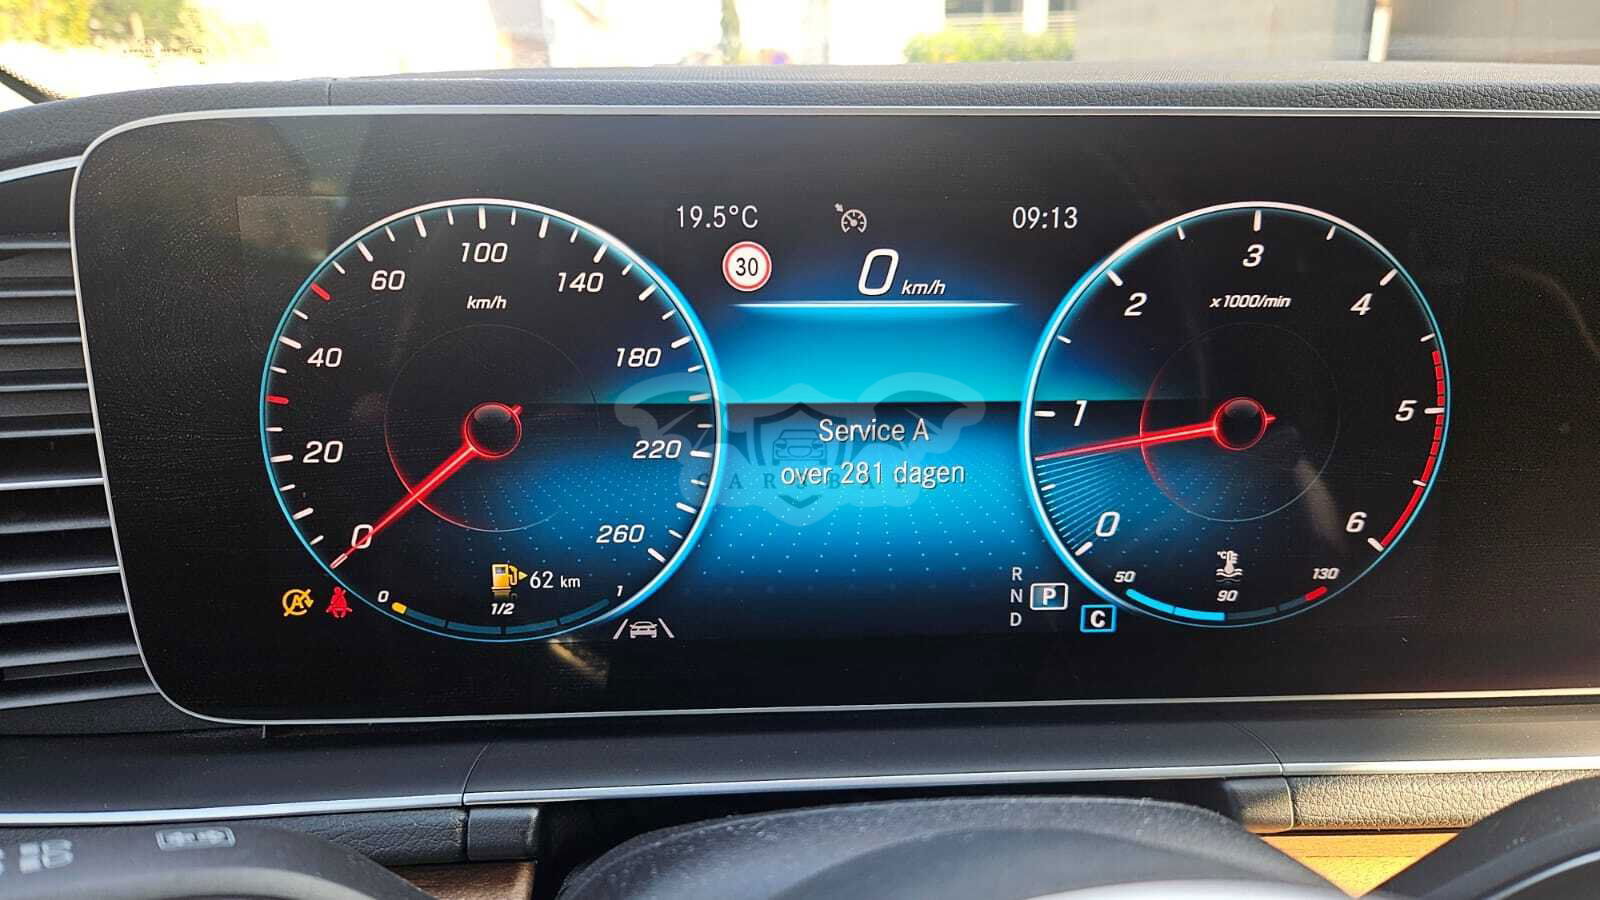 19.5°C
09:13
30
0 km/h
20
40
60
100
140
180
220
260
0
km/h
0
1/2
1
62 km
Service A
over 281 dagen
R
N
D
P
C
0
1
2
3
4
5
6
x1000/min
50
90
130
°C
A
CARXBAY